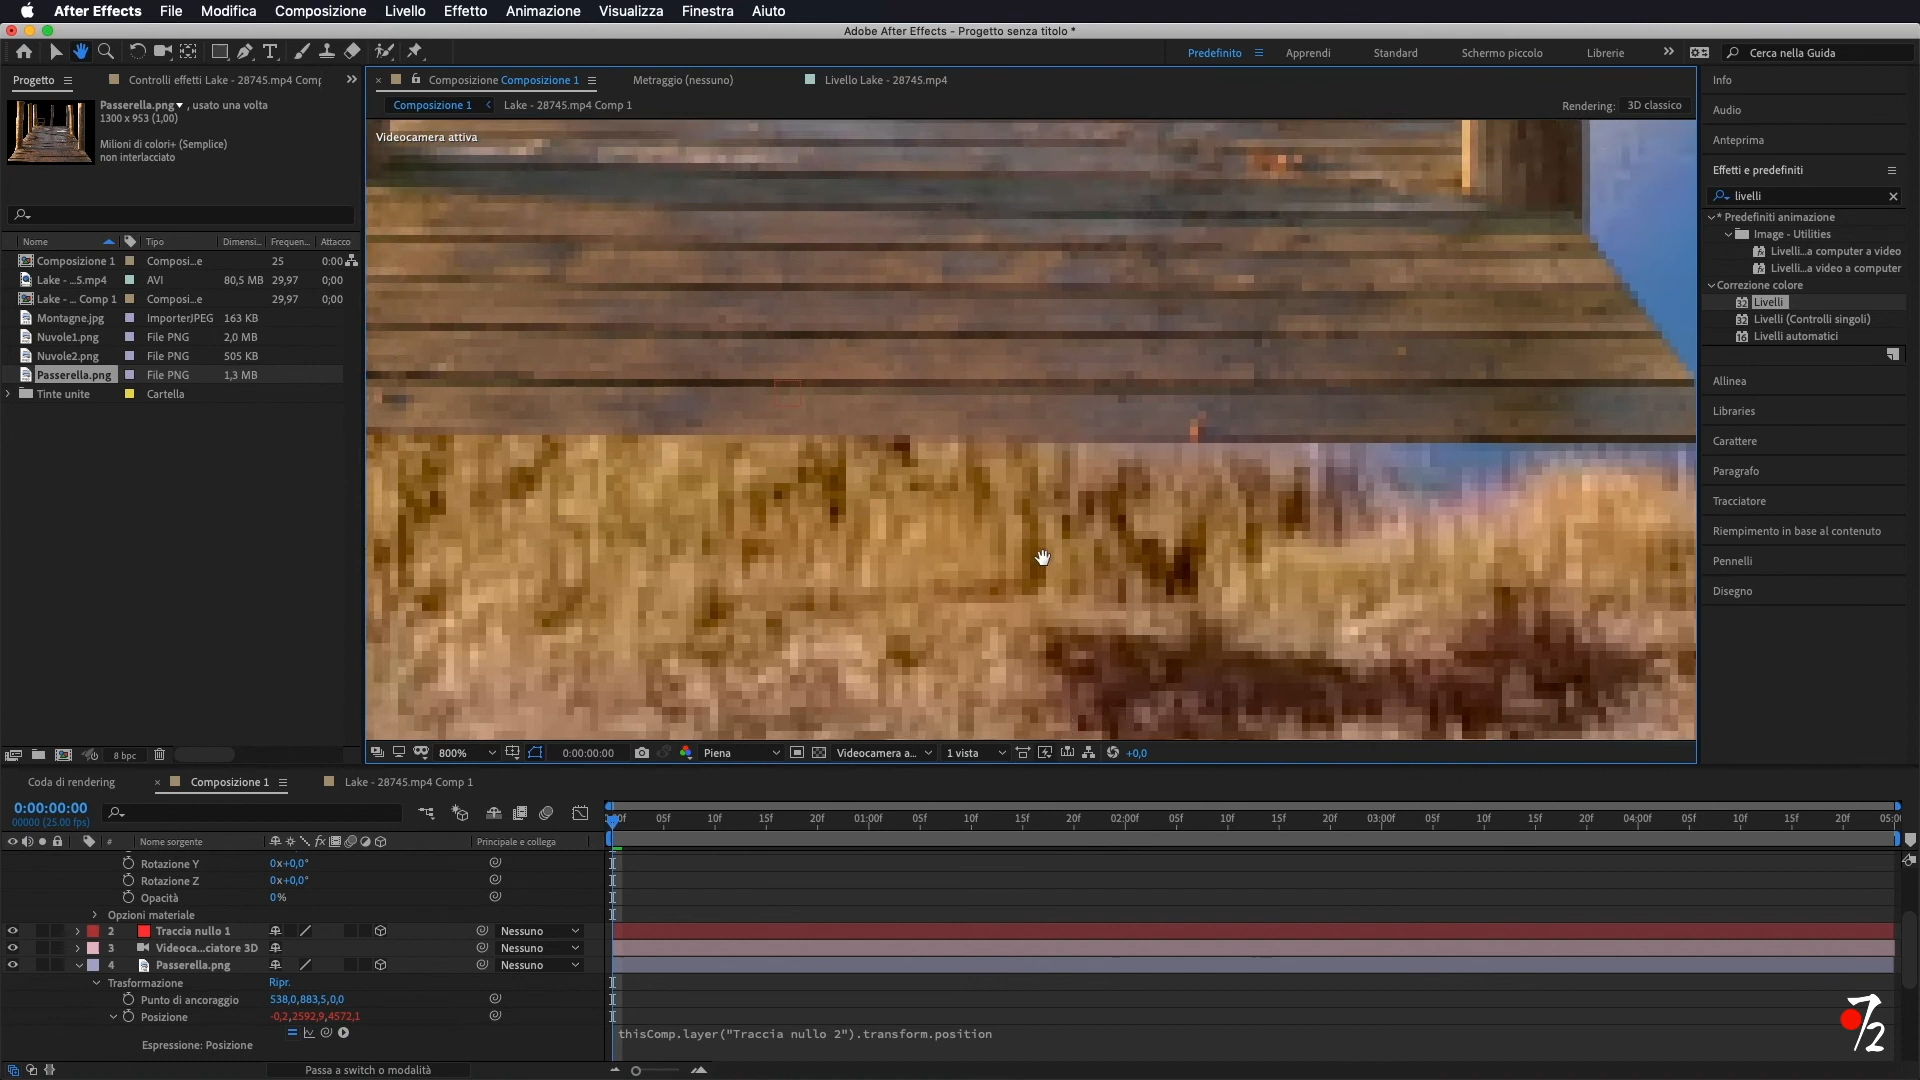 After Effects File Modifica Composizione Livello Effetto Animazione Visualizza Finestra Aiuto
Adobe After Effects - Progetto senza titolo *
Predefinito Apprendi Standard Schermo piccolo Librerie Cerca nella Guida
Progetto Controlli effetti Lake - 28745.mp4 Comp
Passerella.png , usato una volta
1300 x 953 (1,00)
Milioni di colori+ (Semplice)
non interlacciato
Nome Tipo Dimensi... Frequen... Attacco
Composizione 1 Composi...e 25 0:00
Lake - ...5.mp4 AVI 80,5 MB 29,97 0;00
Lake - ... Comp 1 Composi...e 29,97 0;00
Montagne.jpg ImporterJPEG 163 KB
Nuvole1.png File PNG 2,0 MB
Nuvole2.png File PNG 505 KB
Passerella.png File PNG 1,3 MB
Tinte unite Cartella
8 bpc
Composizione Composizione 1 Metraggio (nessuno) Livello Lake - 28745.mp4
Composizione 1 Lake - 28745.mp4 Comp 1 Rendering: 3D classico
Videocamera attiva
800% 0:00:00:00 Piena Videocamera a... 1 vista +0,0
Info
Audio
Anteprima
Effetti e predefiniti
livelli
* Predefiniti animazione
Image - Utilities
Livelli...a computer a video
Livelli...a video a computer
Correzione colore
32 Livelli
32 Livelli (Controlli singoli)
16 Livelli automatici
Allinea
Libraries
Carattere
Paragrafo
Tracciatore
Riempimento in base al contenuto
Pennelli
Disegno
Coda di rendering Composizione 1 Lake - 28745.mp4 Comp 1
0:00:00:00
00000 (25.00 fps)
05f 10f 15f 20f 01:00f 05f 10f 15f 20f 02:00f 05f 10f 15f 20f 03:00f 05f 10f 15f 20f 04:00f 05f 10f 15f 20f
# Nome sorgente fx Principale e collega
Rotazione Y 0x+0,0°
Rotazione Z 0x+0,0°
Opacità 0%
Opzioni materiale
2 Traccia nullo 1 Nessuno
3 Videoca...ciatore 3D Nessuno
4 Passerella.png Nessuno
Trasformazione Ripr.
Punto di ancoraggio 538,0,883,5,0,0
Posizione -0,2,2592,9,4572,1
thisComp.layer("Traccia nullo 2").transform.position
Espressione: Posizione
Passa a switch o modalità
7/2